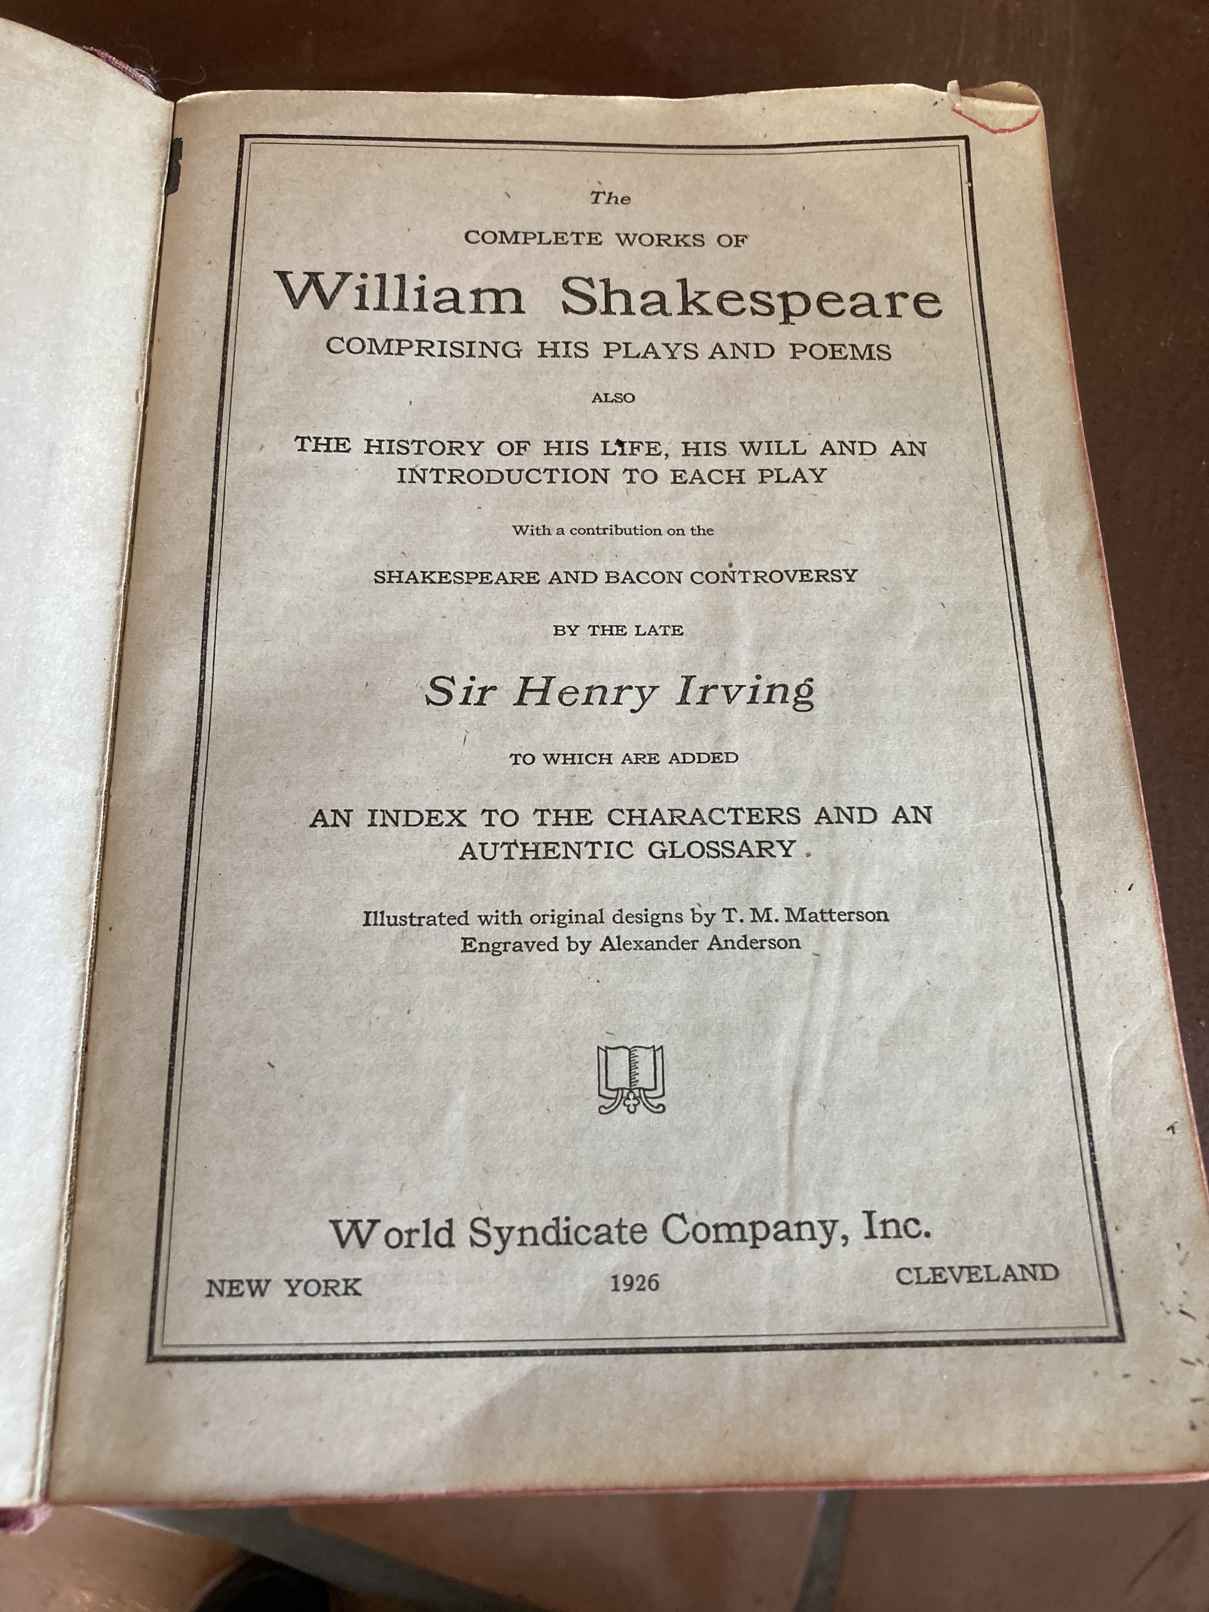 The
COMPLETE WORKS OF
William Shakespeare
COMPRISING HIS PLAYS AND POEMS
ALSO
THE HISTORY OF HIS LIFE, HIS WILL AND AN
INTRODUCTION TO EACH PLAY
With a contribution on the
SHAKESPEARE AND BACON CONTROVERSY
BY THE LATE
Sir Henry Irving
TO WHICH ARE ADDED
AN INDEX TO THE CHARACTERS AND AN
AUTHENTIC GLOSSARY.
Illustrated with original designs by T. M. Matterson
Engraved by Alexander Anderson
World Syndicate Company, Inc.
NEW YORK 1926 CLEVELAND